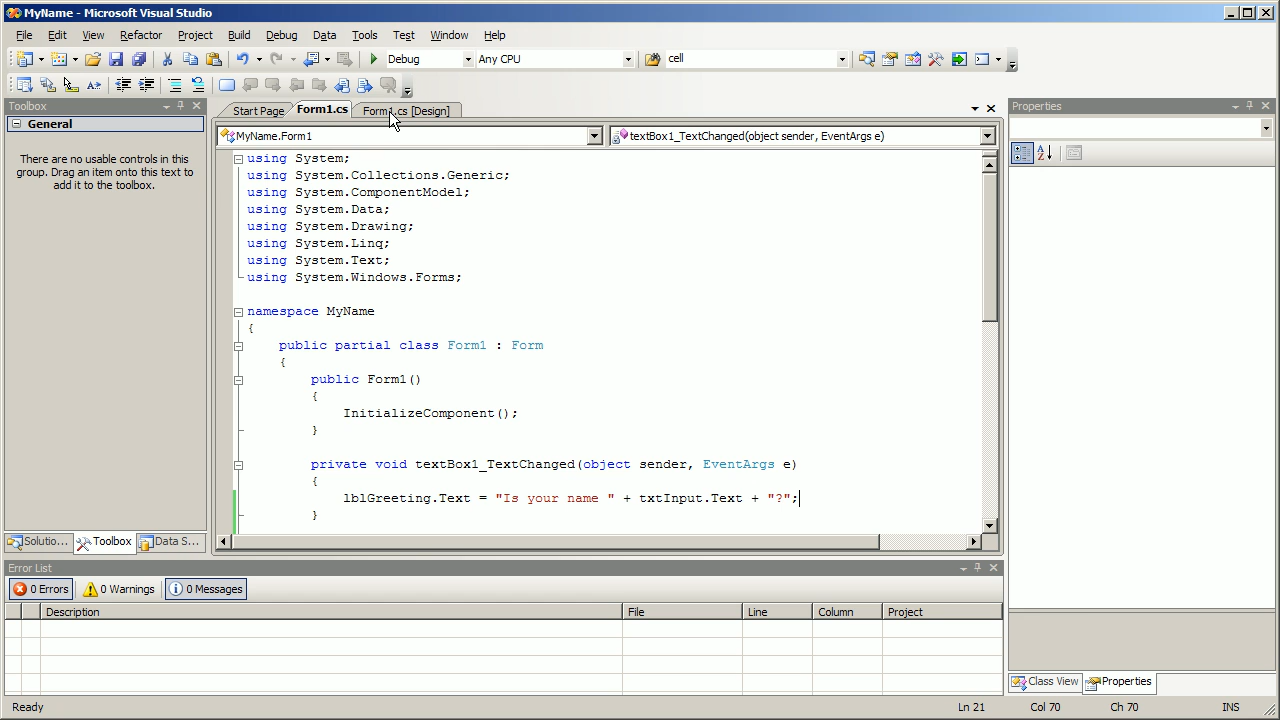 MyName - Microsoft Visual Studio
File Edit View Refactor Project Build Debug Data Tools Test Window Help
Debug Any CPU cell
Toolbox
General
There are no usable controls in this
group. Drag an item onto this text to
add it to the toolbox.
Solutio... Toolbox Data S...
Start Page Form1.cs Form1.cs [Design]
MyName.Form1 textBox1_TextChanged(object sender, EventArgs e)
using System;
using System.Collections.Generic;
using System.ComponentModel;
using System.Data;
using System.Drawing;
using System.Linq;
using System.Text;
using System.Windows.Forms;
namespace MyName
{
public partial class Form1 : Form
{
public Form1()
{
InitializeComponent();
}
private void textBox1_TextChanged(object sender, EventArgs e)
{
lblGreeting.Text = "Is your name " + txtInput.Text + "?";
}
Properties
Class View Properties
Error List
0 Errors 0 Warnings 0 Messages
Description File Line Column Project
Ready Ln 21 Col 70 Ch 70 INS